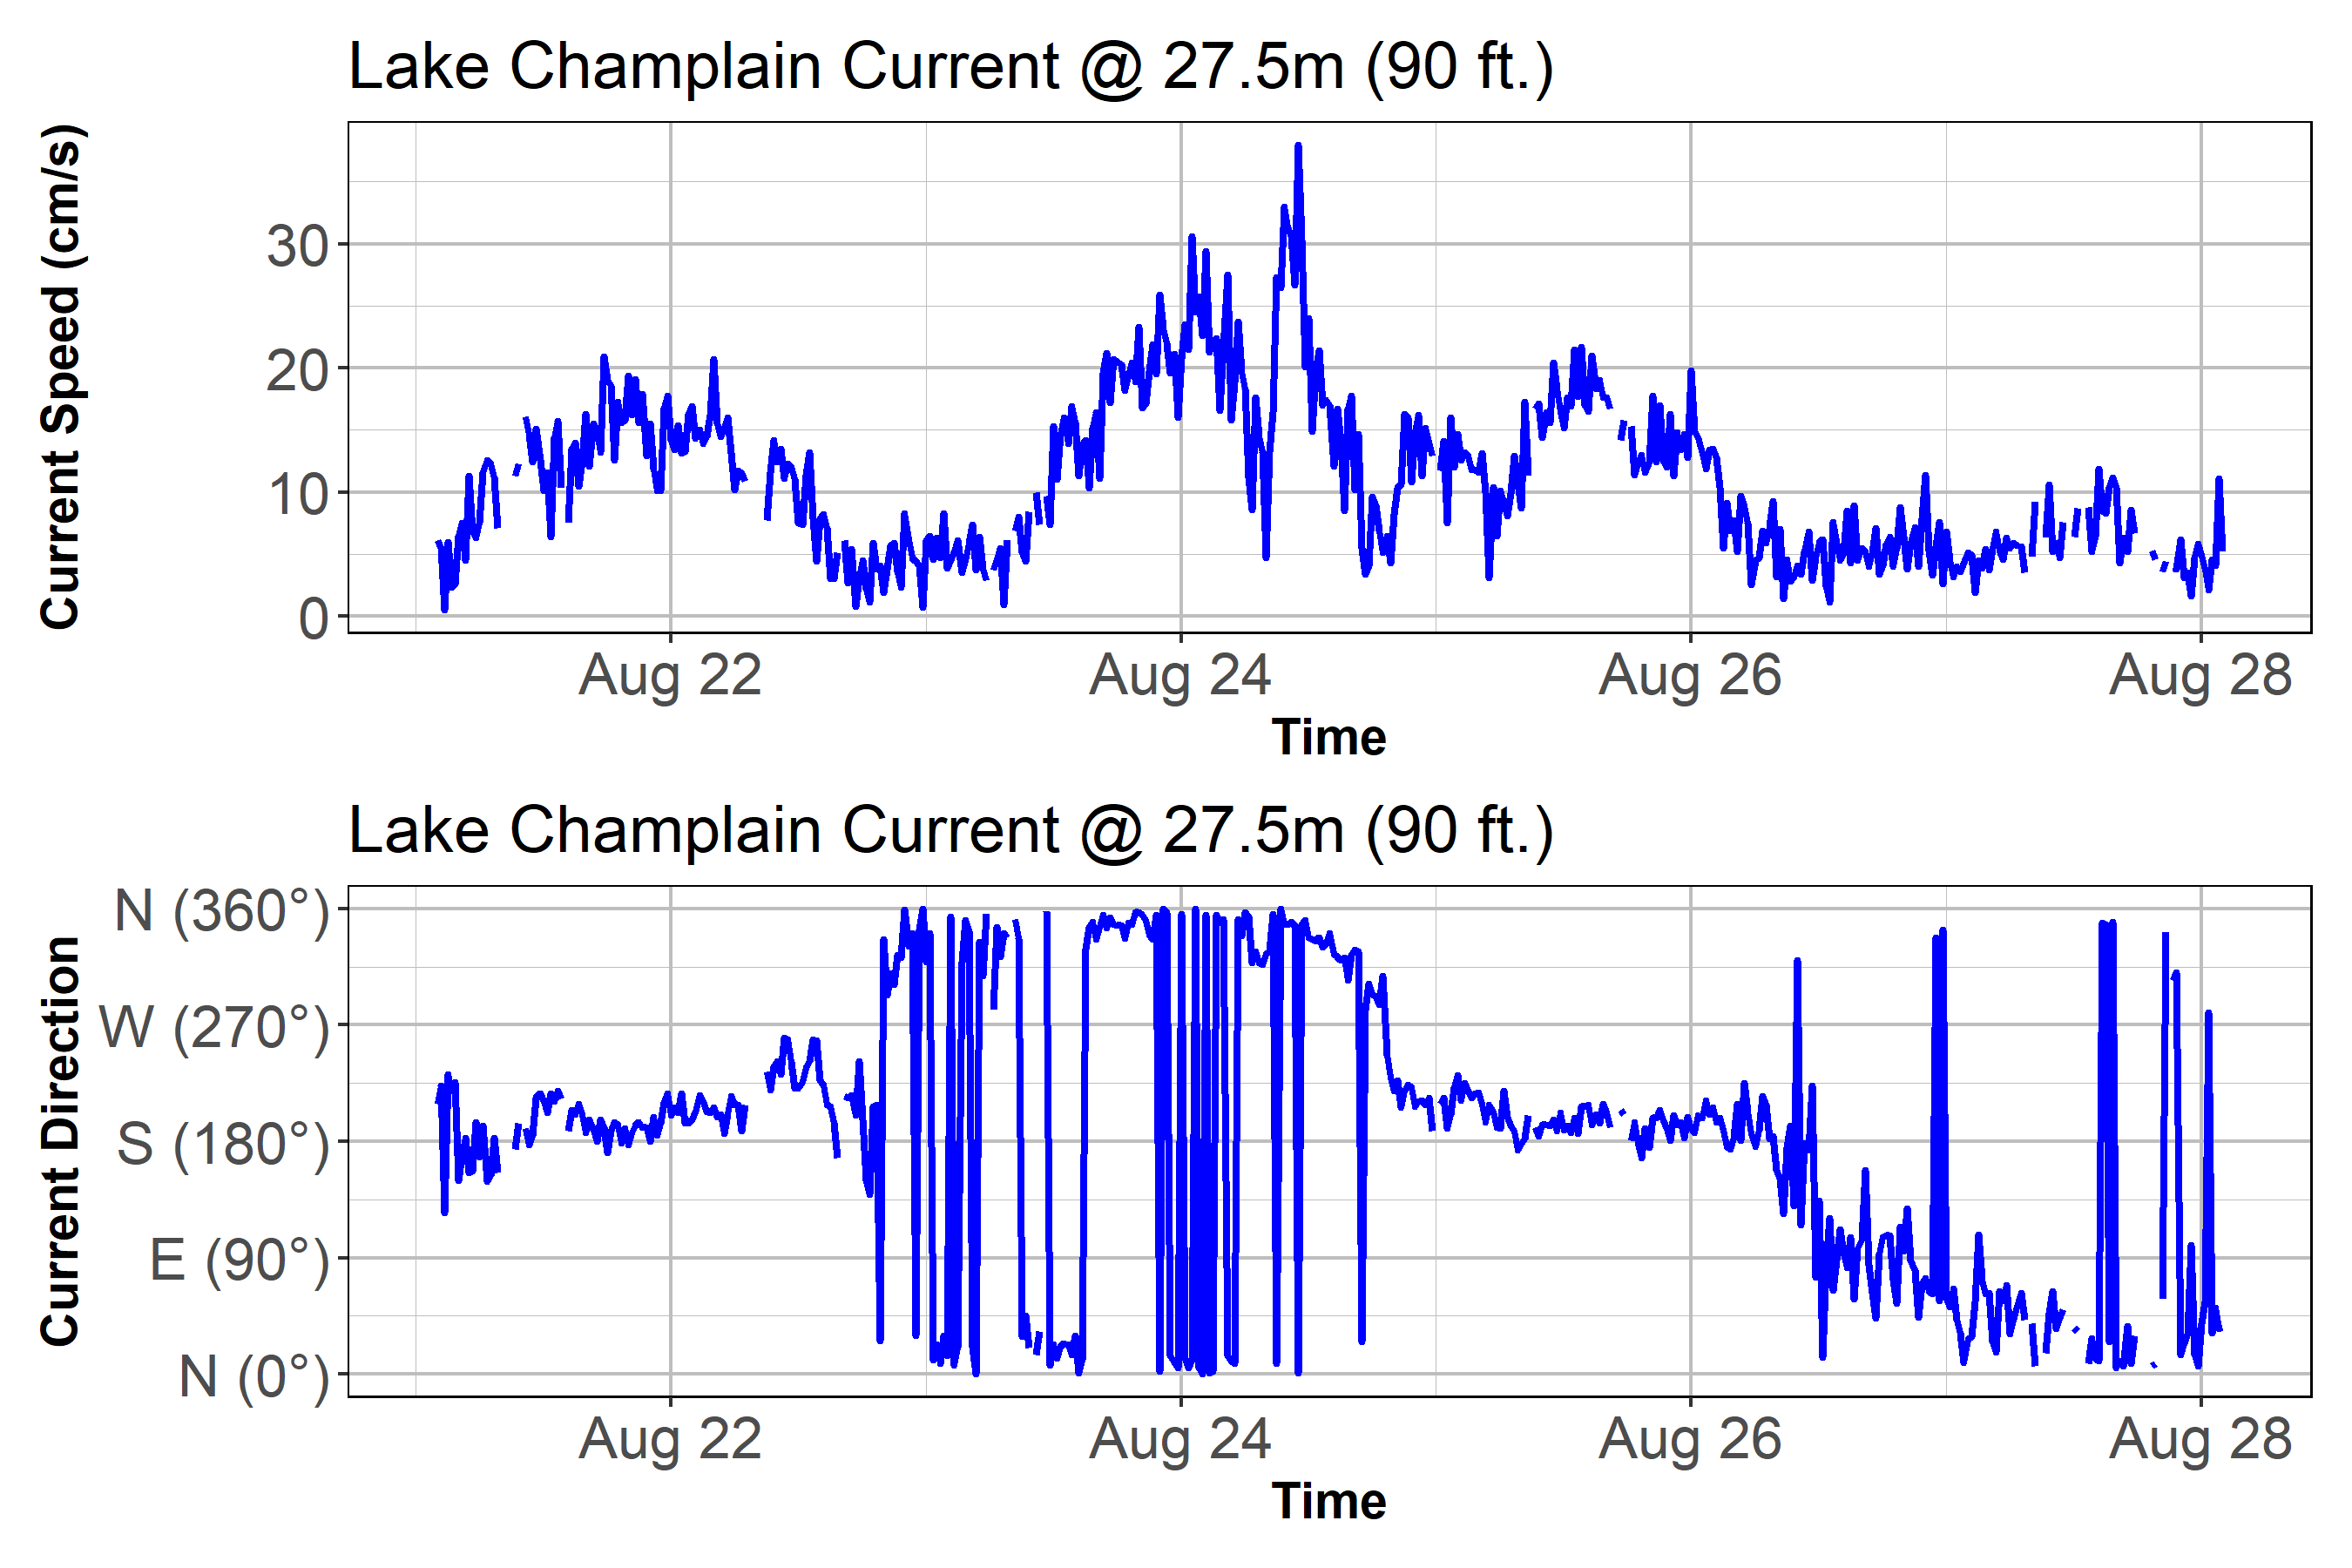 Lake Champlain Current @ 27.5m (90 ft.)
Current Speed (cm/s)
30
20
10
0
Aug 22 Aug 24 Aug 26 Aug 28
Time
Lake Champlain Current @ 27.5m (90 ft.)
Current Direction
N (360°)
W (270°)
S (180°)
E (90°)
N (0°)
Aug 22 Aug 24 Aug 26 Aug 28
Time